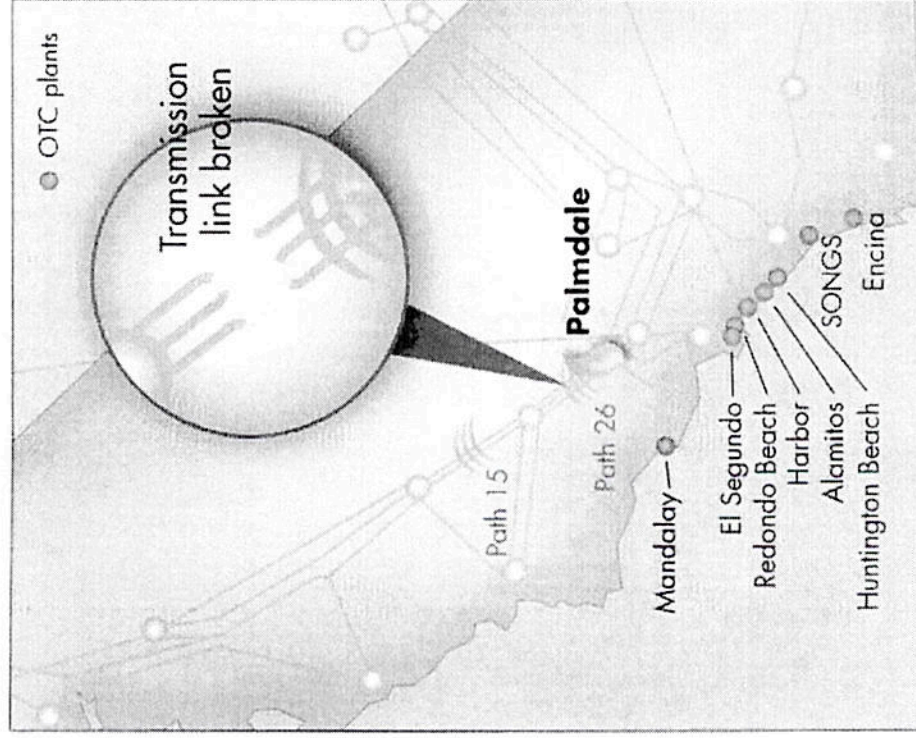 OTC plants
Transmission
link broken
Palmdale
Path 15
Path 26
Mandalay
El Segundo
Redondo Beach
Harbor
Alamitos
Huntington Beach
SONGS
Encina